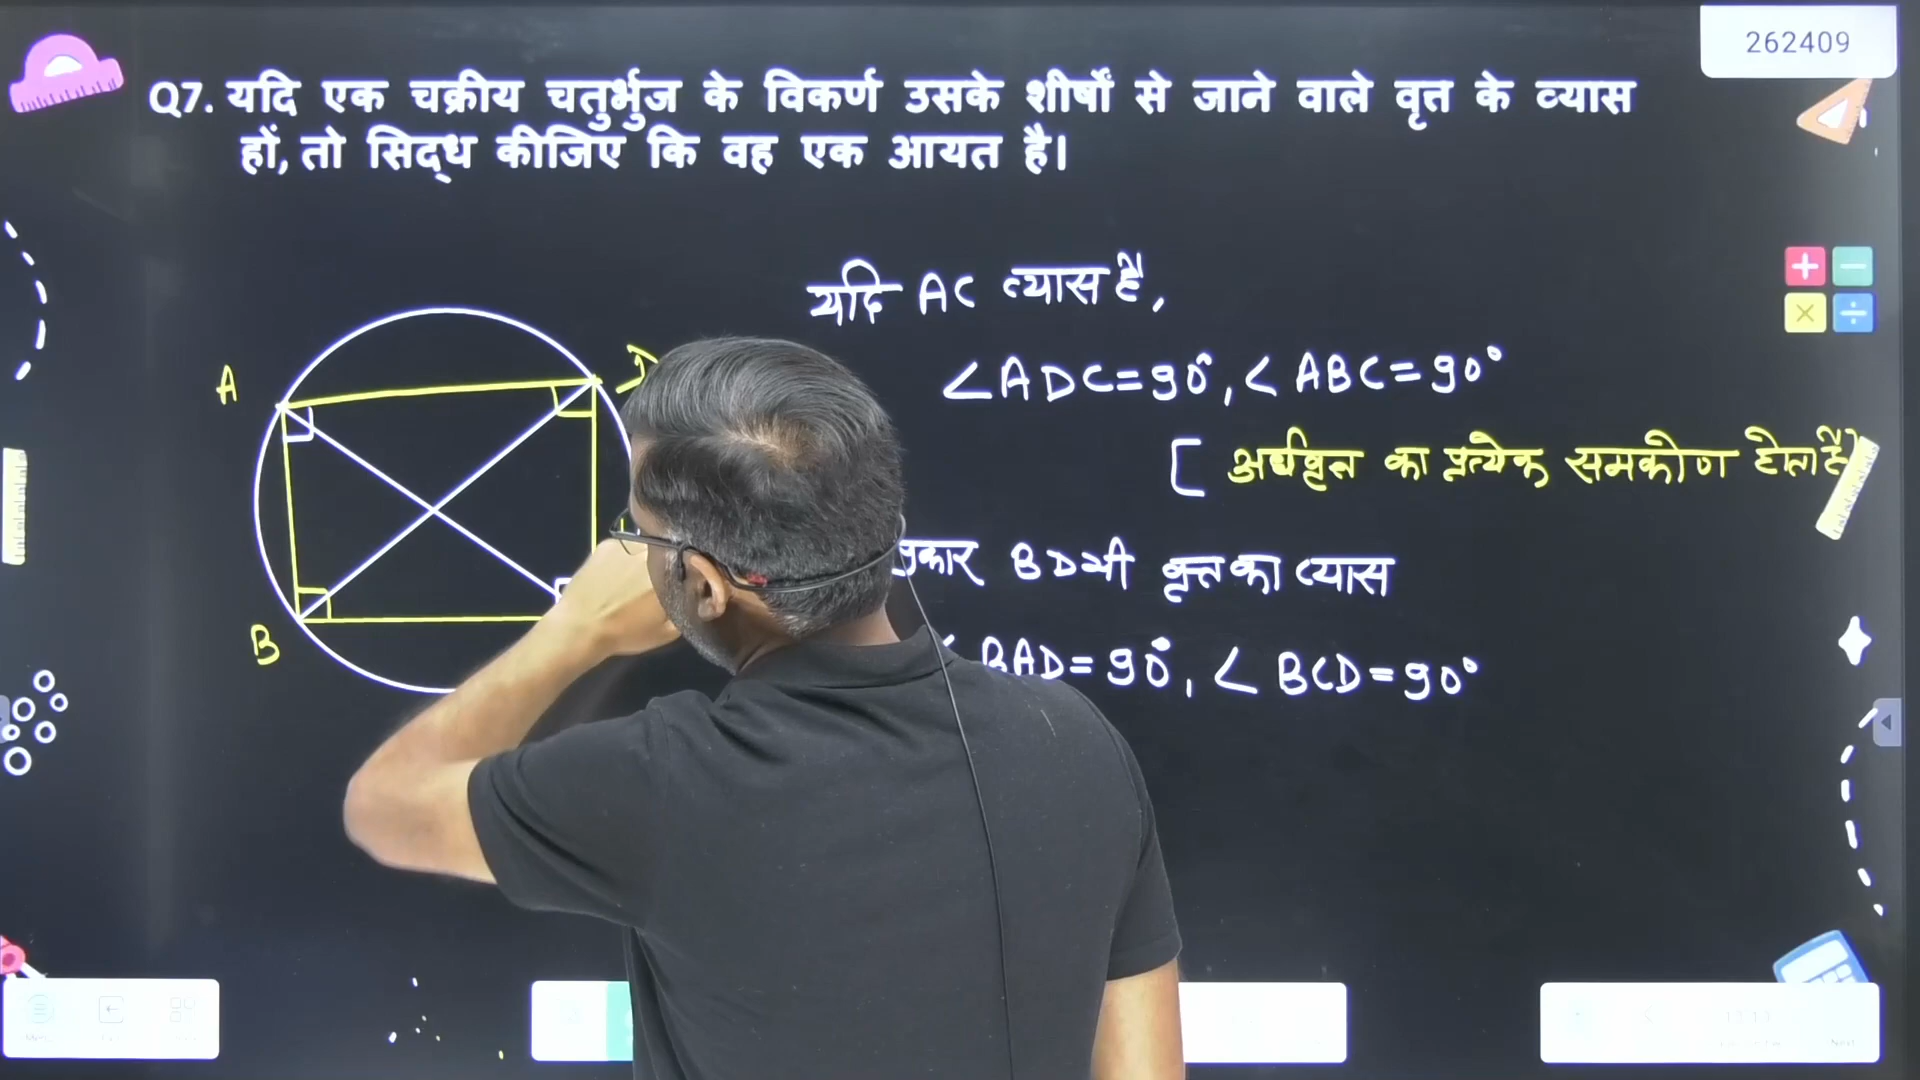 262409
Q7. यदि एक चक्रीय चतुर्भुज के विकर्ण उसके शीर्षों से जाने वाले वृत्त के व्यास
हों, तो सिद्ध कीजिए कि वह एक आयत है।
यदि AC व्यास है,
A
D
∠ADC=90°, ∠ABC=90°
[ अर्धवृत्त का प्रत्येक समकोण होता है]
BD भी वृत्त का व्यास
B
∠BAD=90°, ∠BCD=90°